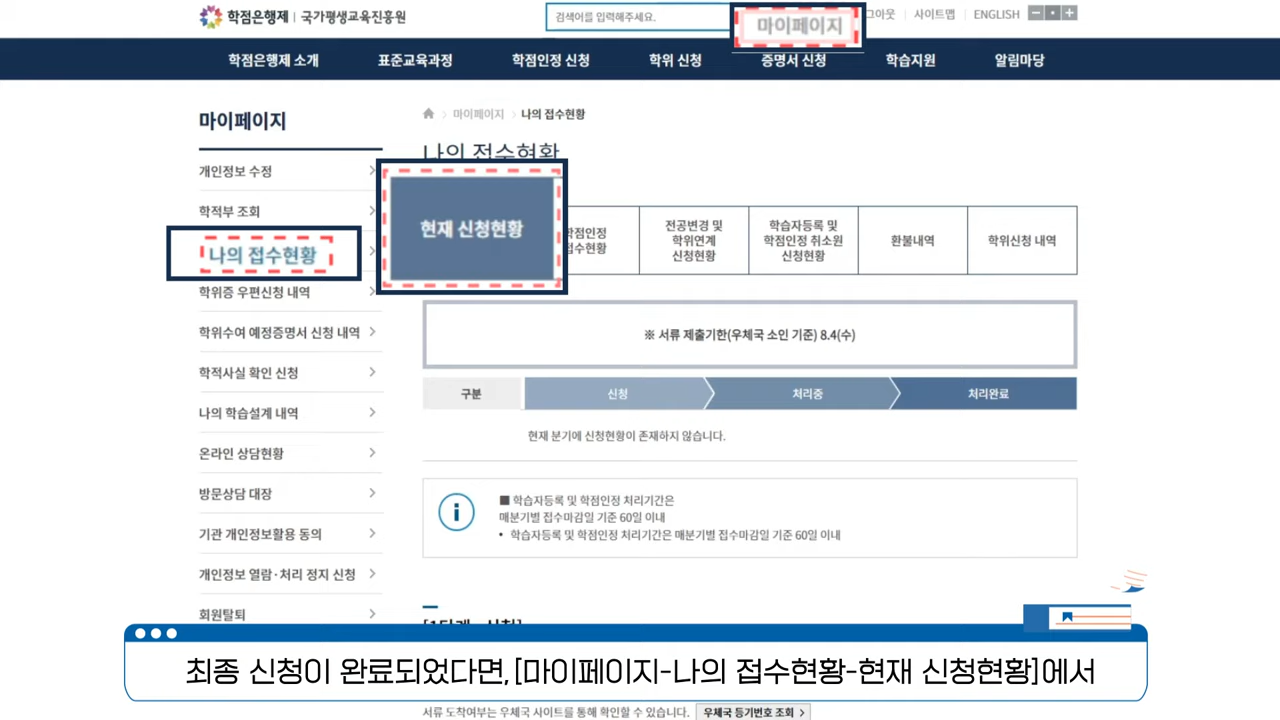 학점은행제 | 국가평생교육진흥원
검색어를 입력해주세요.
마이페이지
사이트맵
ENGLISH
학점은행제 소개
표준교육과정
학점인정 신청
학위 신청
증명서 신청
학습지원
알림마당
마이페이지
개인정보 수정
학적부 조회
나의 접수현황
학위증 우편신청 내역
학위수여 예정증명서 신청 내역
학적사실 확인 신청
나의 학습설계 내역
온라인 상담현황
방문상담 대장
기관 개인정보활용 동의
개인정보 열람·처리 정지 신청
회원탈퇴
마이페이지 > 나의 접수현황
나의 접수현황
현재 신청현황
전공변경 및
학위연계
신청현황
학습자등록 및
학점인정 취소원
신청현황
환불내역
학위신청 내역
※ 서류 제출기한(우체국 소인 기준) 8.4(수)
구분
신청
처리중
처리완료
현재 분기에 신청현황이 존재하지 않습니다.
■ 학습자등록 및 학점인정 처리기간은
매분기별 접수마감일 기준 60일 이내
• 학습자등록 및 학점인정 처리기간은 매분기별 접수마감일 기준 60일 이내
최종 신청이 완료되었다면, [마이페이지-나의 접수현황-현재 신청현황]에서
서류 도착여부는 우체국 사이트를 통해 확인할 수 있습니다.
우체국 등기번호 조회 >